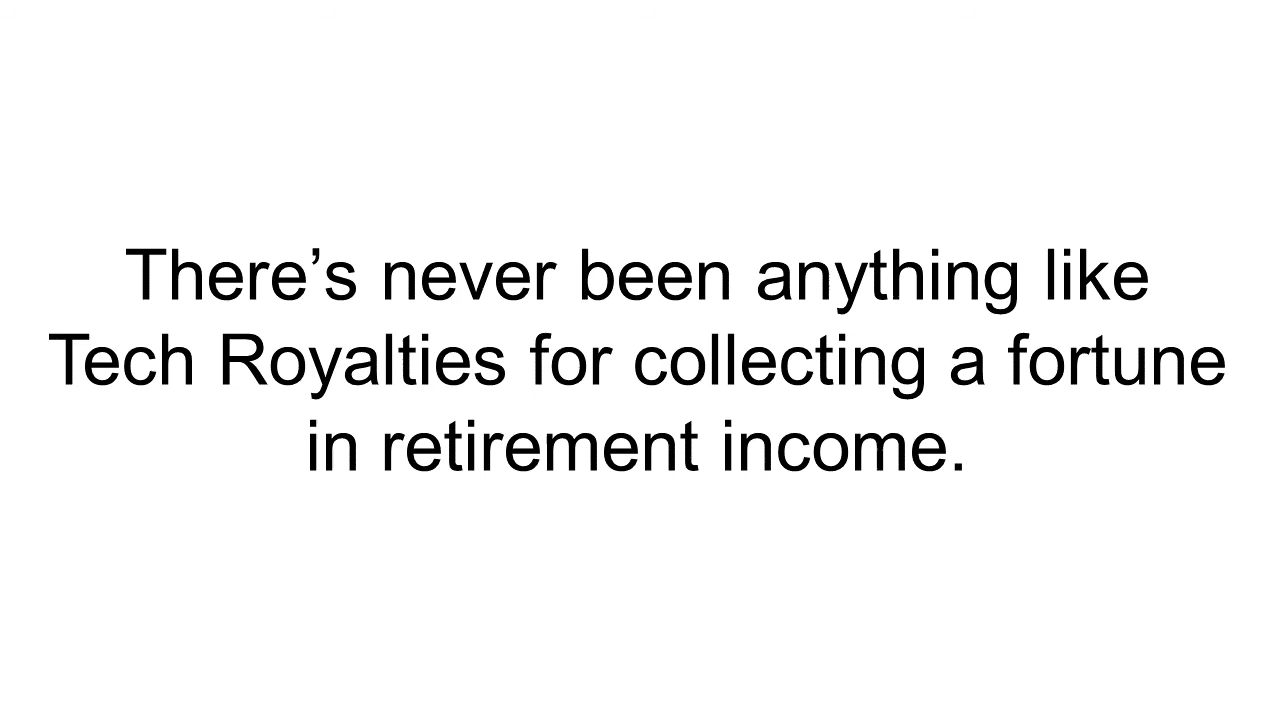 There’s never been anything like
Tech Royalties for collecting a fortune
in retirement income.